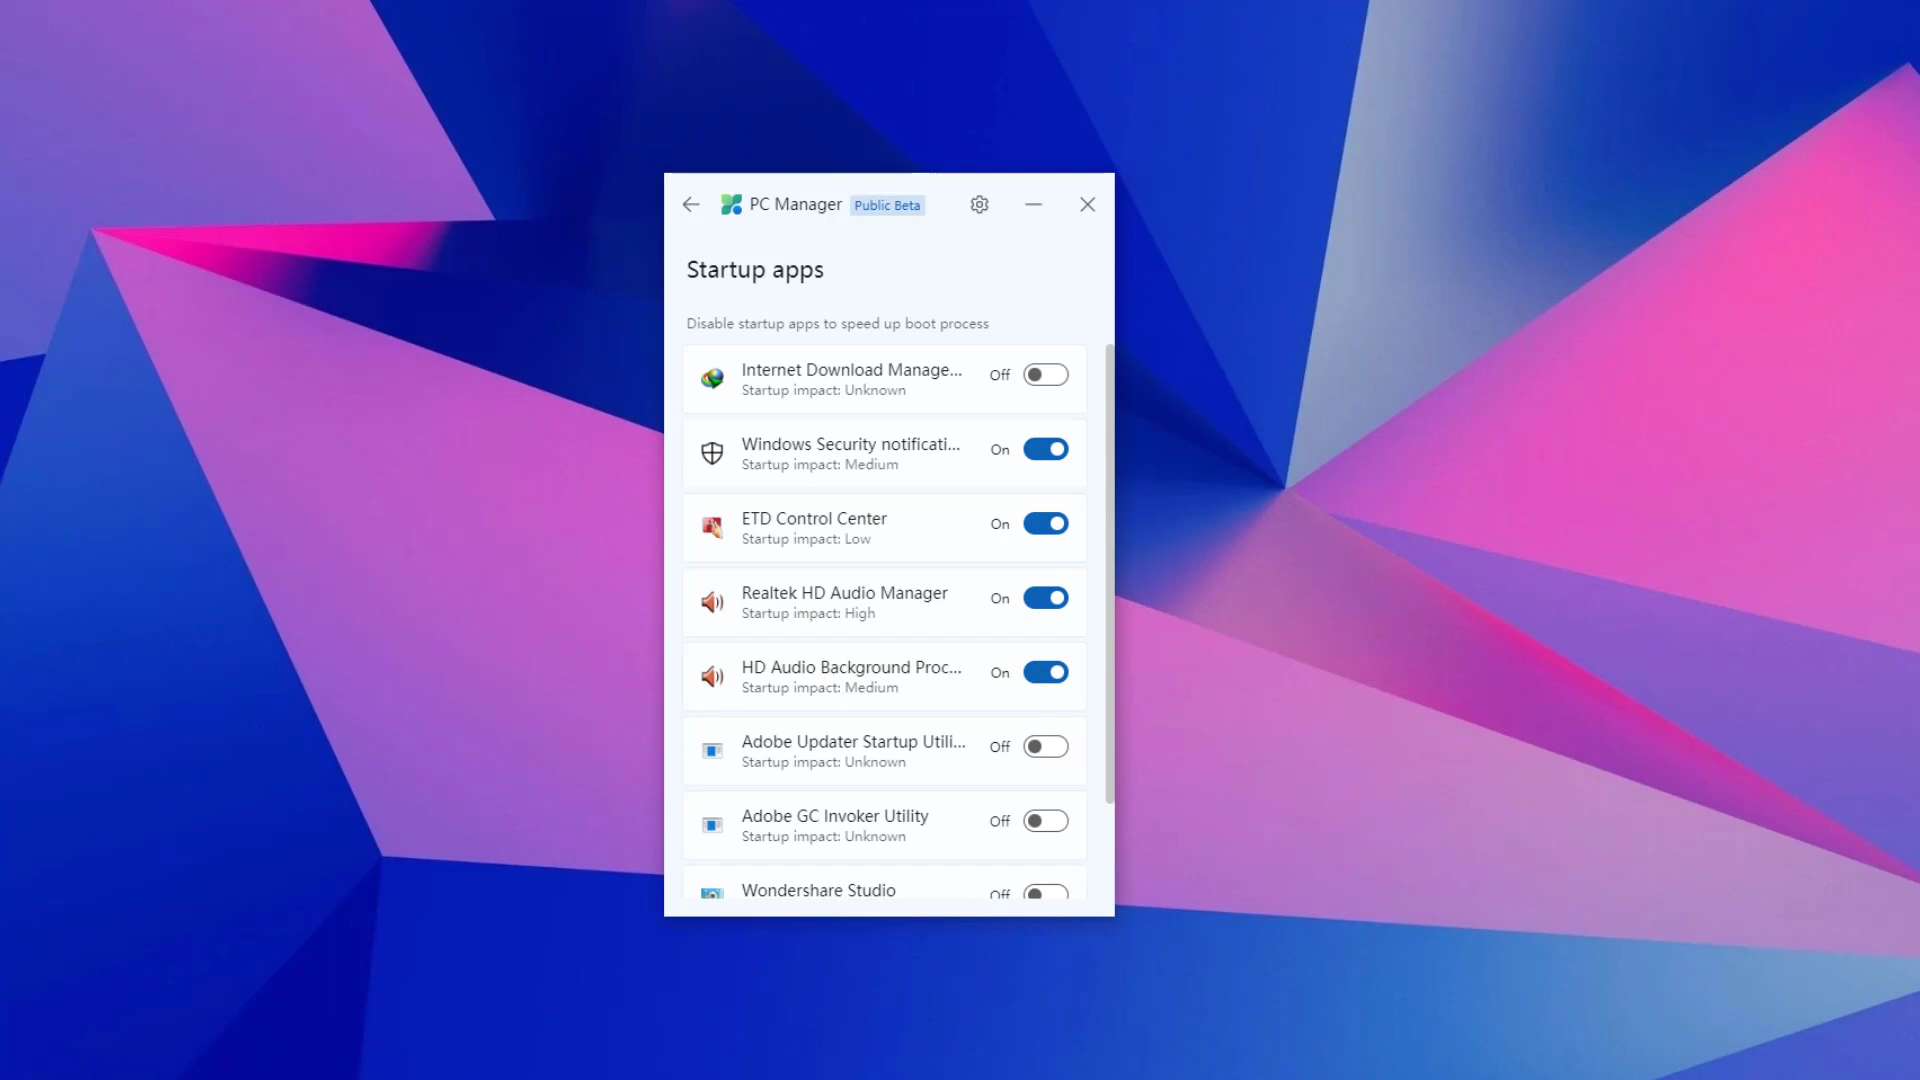 PC Manager Public Beta
Startup apps
Disable startup apps to speed up boot process
Internet Download Manage... Off
Startup impact: Unknown
Windows Security notificati... On
Startup impact: Medium
ETD Control Center On
Startup impact: Low
Realtek HD Audio Manager On
Startup impact: High
HD Audio Background Proc... On
Startup impact: Medium
Adobe Updater Startup Utili... Off
Startup impact: Unknown
Adobe GC Invoker Utility Off
Startup impact: Unknown
Wondershare Studio Off